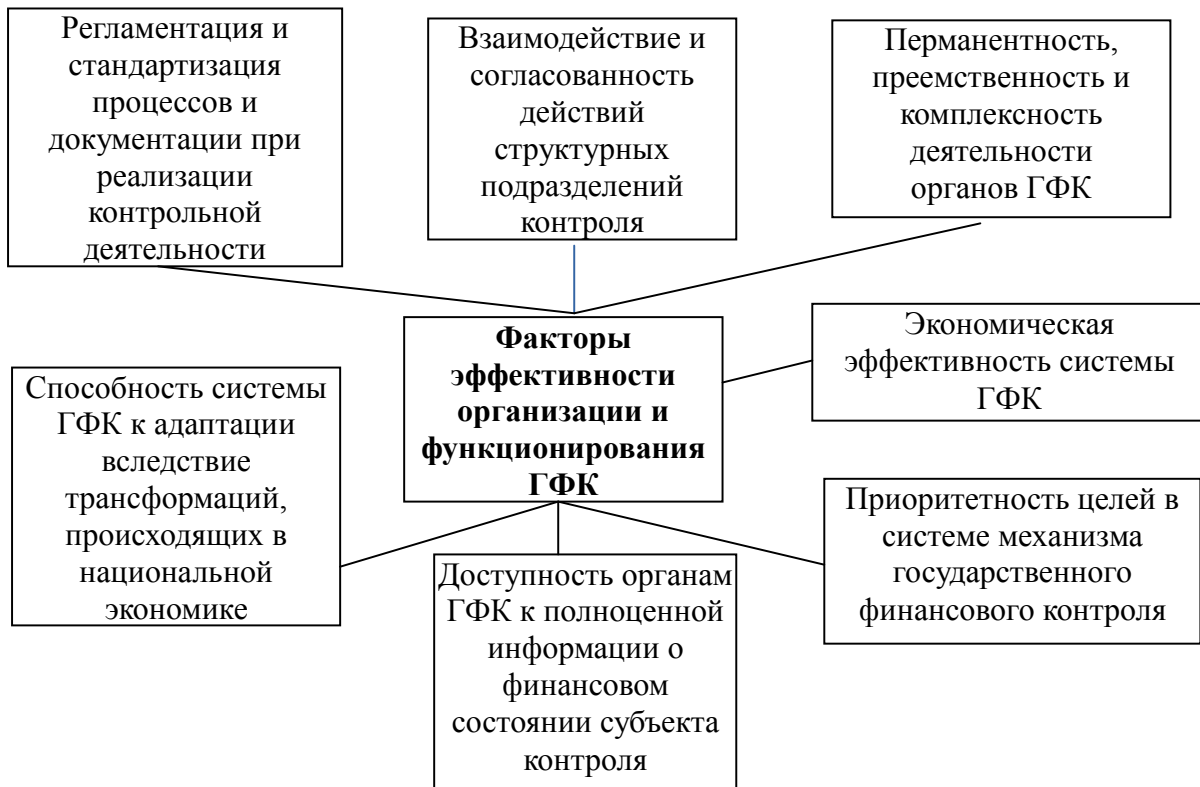 Регламентация и
стандартизация
процессов и
документации при
реализации
контрольной
деятельности
Взаимодействие и
согласованность
действий
структурных
подразделений
контроля
Перманентность,
преемственность и
комплексность
деятельности
органов ГФК
Факторы
эффективности
организации и
функционирования
ГФК
Экономическая
эффективность системы
ГФК
Способность системы
ГФК к адаптации
вследствие
трансформаций,
происходящих в
национальной
экономике
Доступность органам
ГФК к полноценной
информации о
финансовом
состоянии субъекта
контроля
Приоритетность целей в
системе механизма
государственного
финансового контроля